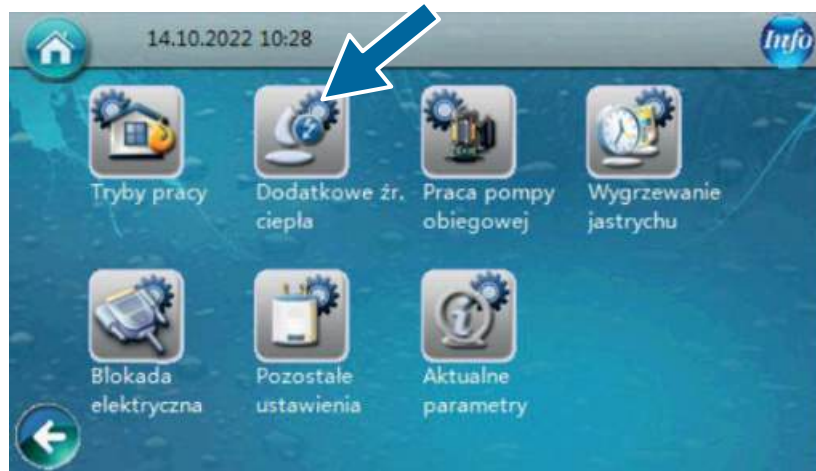 14.10.2022 10:28
Info
Tryby pracy
Dodatkowe źr.
ciepła
Praca pompy
obiegowej
Wygrzewanie
jastrychu
Blokada
elektryczna
Pozostałe
ustawienia
Aktualne
parametry